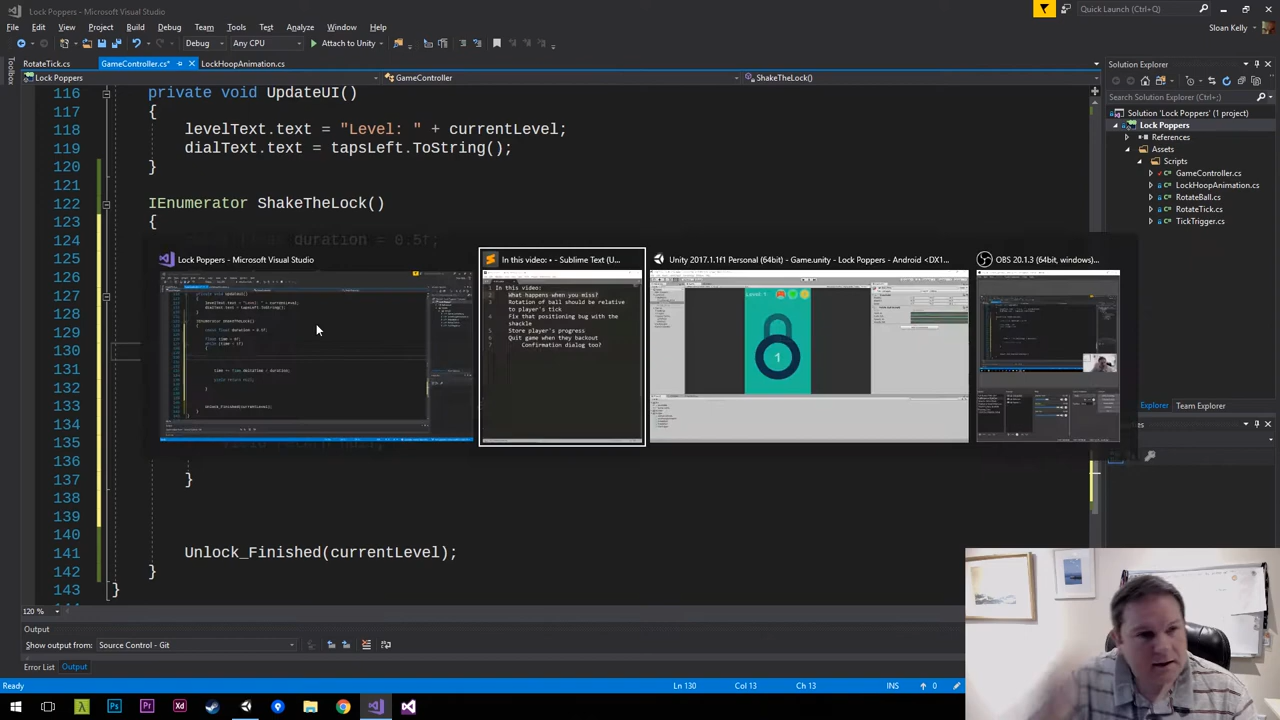 Lock Poppers - Microsoft Visual Studio
Quick Launch (Ctrl+Q)
File Edit View Project Build Debug Team Tools Test Analyze Window Help
Sloan Kelly
Debug Any CPU Attach to Unity
RotateTick.cs GameController.cs* LockHoopAnimation.cs
Toolbox
Lock Poppers GameController ShakeTheLock()
Solution Explorer
Search Solution Explorer (Ctrl+;)
Solution 'Lock Poppers' (1 project)
Lock Poppers
References
Assets
Scripts
GameController.cs
LockHoopAnimation.cs
RotateBall.cs
RotateTick.cs
TickTrigger.cs
116 private void UpdateUI()
117 {
118 levelText.text = "Level: " + currentLevel;
119 dialText.text = tapsLeft.ToString();
120 }
121
122 IEnumerator ShakeTheLock()
123 {
124 duration = 0.5f;
125
126
127
128
129
130
131
132
133
134
135
136
137 }
138
139
140
141 Unlock_Finished(currentLevel);
142 }
143 }
Lock Poppers - Microsoft Visual Studio
In this video: • - Sublime Text (U...
Unity 2017.1.1f1 Personal (64bit) - Game.unity - Lock Poppers - Android <DX1...
OBS 20.1.3 (64bit, windows)...
In this video:
What happens when you miss?
Rotation of ball should be relative
to player's tick
Fix that positioning bug with the
shackle
Store player's progress
Quit game when they backout
Confirmation dialog too?
Level: 1
1
Explorer Team Explorer
120 %
Output
Show output from: Source Control - Git
Error List Output
Ready Ln 130 Col 13 Ch 13 INS 0